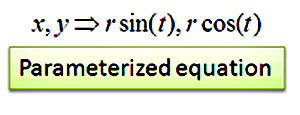 x, y ⇒ r sin(t), r cos(t)
Parameterized equation